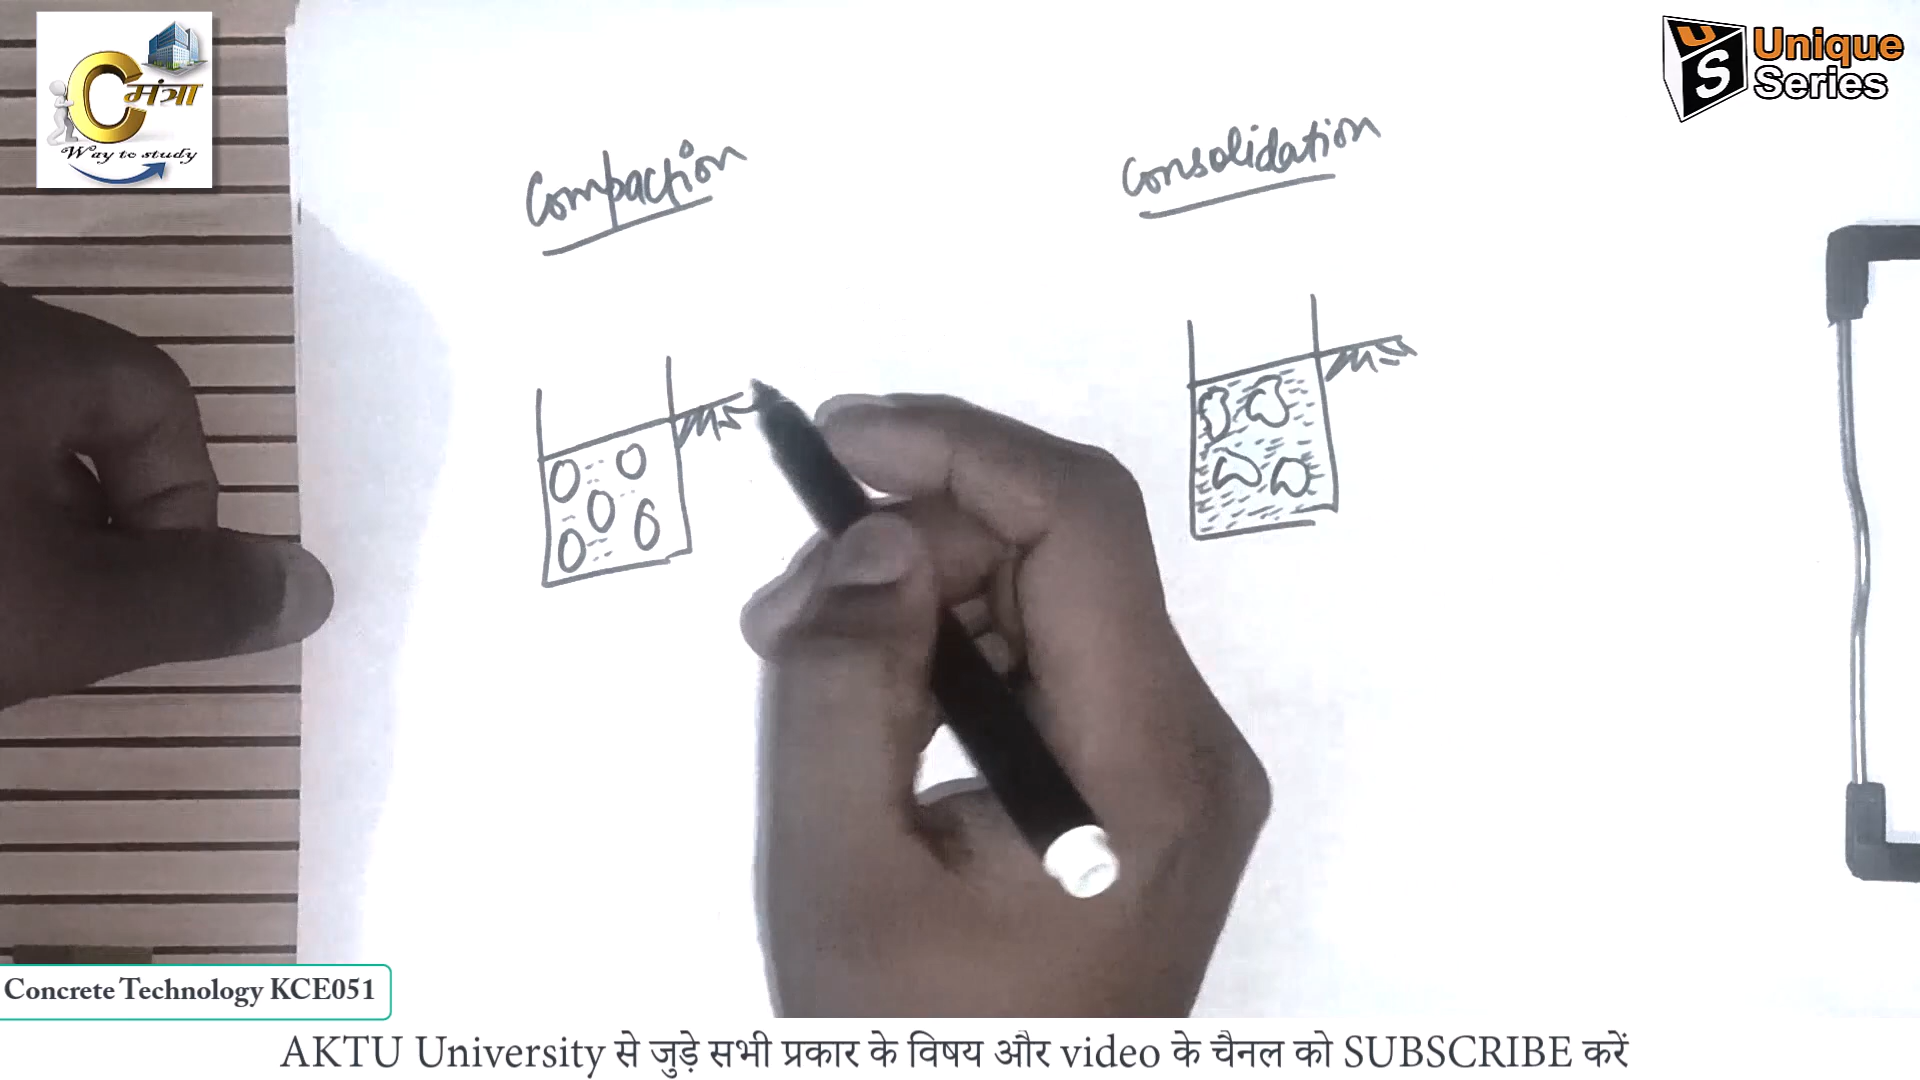 C मंत्रा
Way to study
US Unique
Series
Compaction
Consolidation
Concrete Technology KCE051
AKTU University से जुड़े सभी प्रकार के विषय और video के चैनल को SUBSCRIBE करें